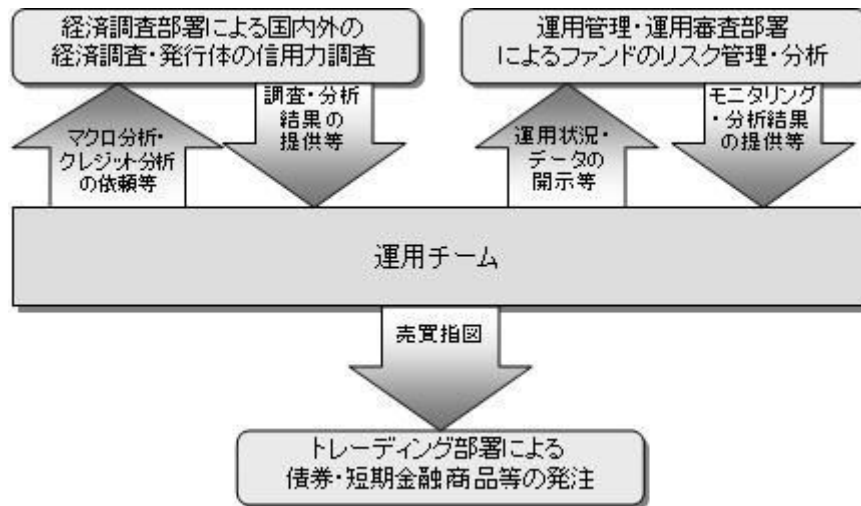 経済調査部署による国内外の
経済調査・発行体の信用力調査
運用管理・運用審査部署
によるファンドのリスク管理・分析
マクロ分析・
クレジット分析
の依頼等
調査・分析
結果の
提供等
運用状況・
データの
開示等
モニタリング
・分析結果
の提供等
運用チーム
売買指図
トレーディング部署による
債券・短期金融商品等の発注